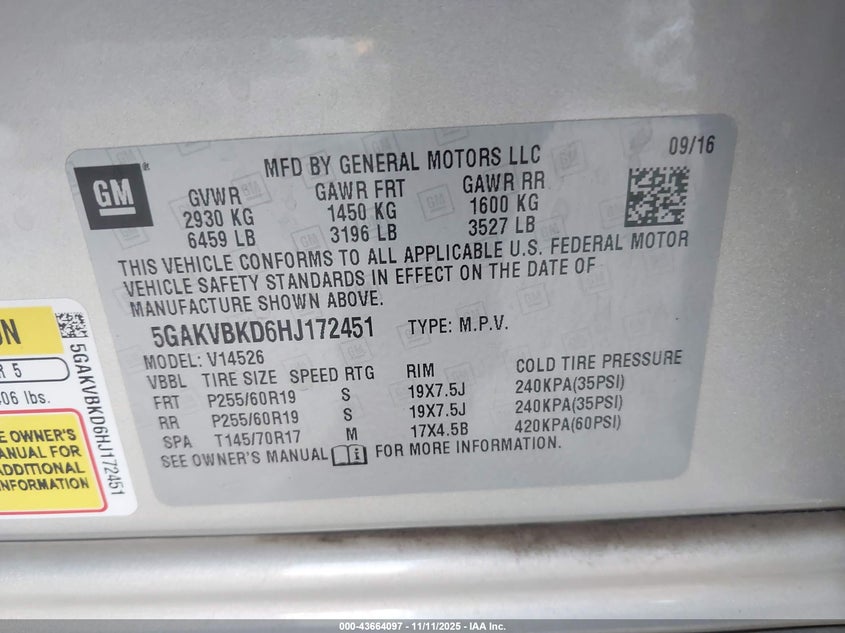 GM
®
MFD BY GENERAL MOTORS LLC
09/16
GVWR GAWR FRT GAWR RR
2930 KG 1450 KG 1600 KG
6459 LB 3196 LB 3527 LB
THIS VEHICLE CONFORMS TO ALL APPLICABLE U.S. FEDERAL MOTOR
VEHICLE SAFETY STANDARDS IN EFFECT ON THE DATE OF
MANUFACTURE SHOWN ABOVE.
5GAKVBKD6HJ172451 TYPE: M.P.V.
MODEL: V14526
VBBL TIRE SIZE SPEED RTG RIM COLD TIRE PRESSURE
FRT P255/60R19 S 19X7.5J 240KPA(35PSI)
RR P255/60R19 S 19X7.5J 240KPA(35PSI)
SPA T145/70R17 M 17X4.5B 420KPA(60PSI)
SEE OWNER'S MANUAL FOR MORE INFORMATION.
5
lbs.
OWNER'S
MANUAL FOR
ADDITIONAL
INFORMATION
5GAKVBKD6HJ172451
000-43664097 - 11/11/2025 - IAA Inc.